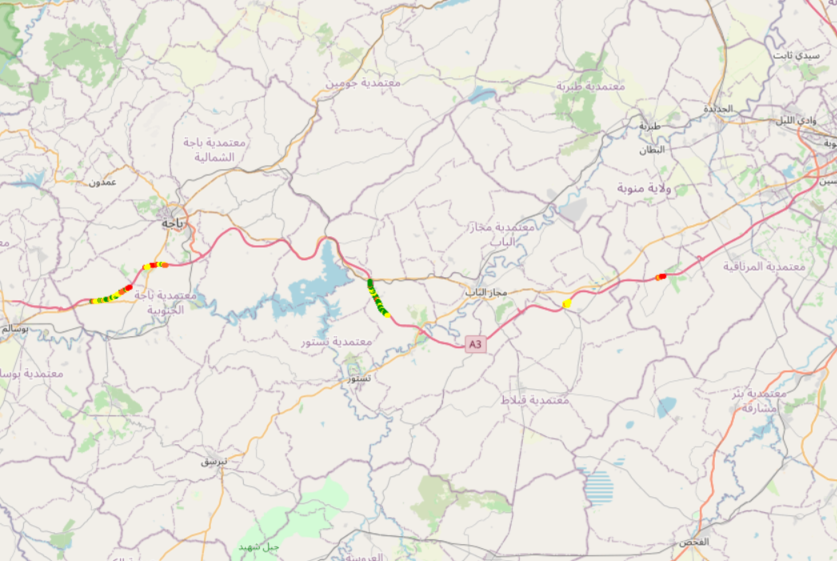 سيدي ثابت
معتمدية جومين
معتمدية طبربة
الجديدة
وادي الليل
طبربة
البطان
معتمدية باجة
الشمالية
عمدون
ولاية منوبة
باجة
معتمدية مجاز
الباب
معتمدية المرناقية
مجاز الباب
معتمدية باجة
الجنوبية
بوسالم
معتمدية تستور
A3
تستور
معتمدية قبلاط
معتمدية بئر
مشارقة
تبرسق
الفحص
جبل شهيد
العروسة